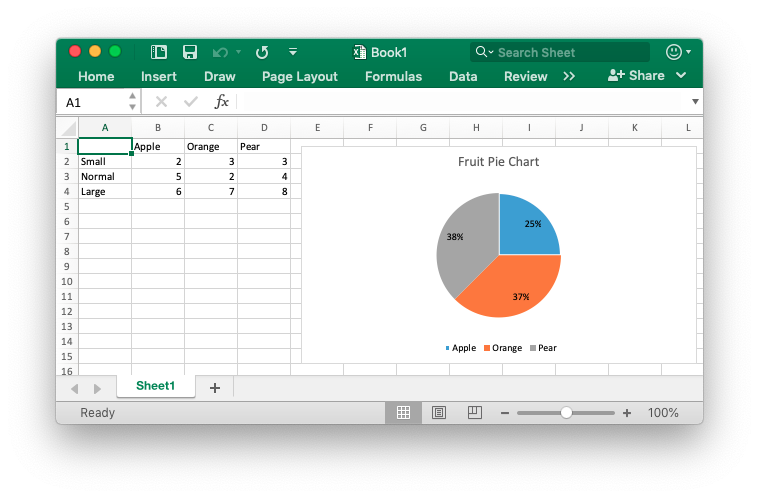 Book1
Search Sheet
Home Insert Draw Page Layout Formulas Data Review >> Share
A1 fx
A B C D E F G H I J K L
1 Apple Orange Pear
2 Small 2 3 3
3 Normal 5 2 4
4 Large 6 7 8
5
6
7
8
9
10
11
12
13
14
15
16
Fruit Pie Chart
25%
38%
37%
Apple Orange Pear
Sheet1 +
Ready - + 100%